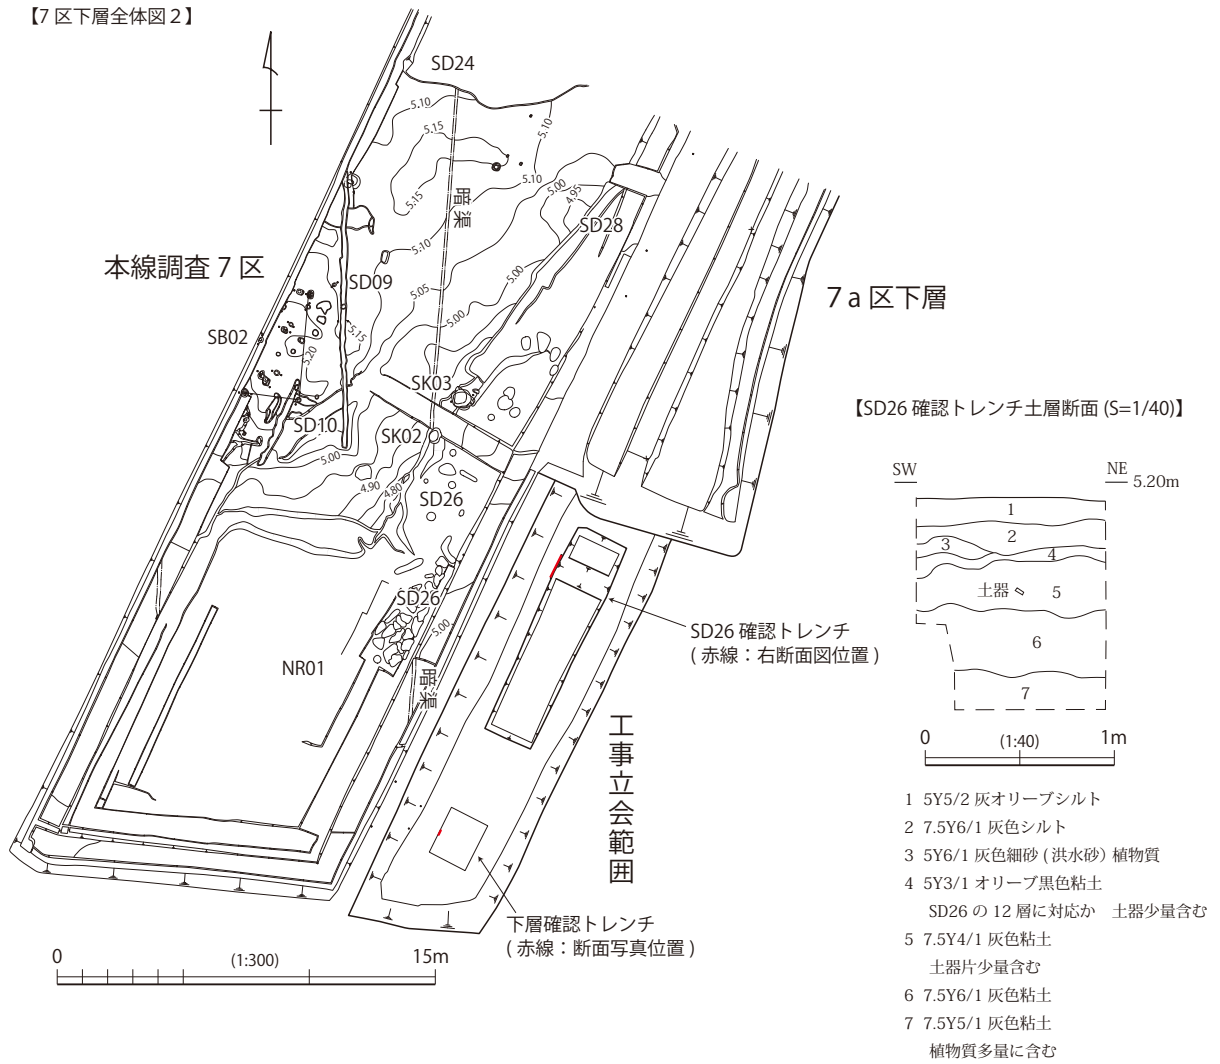 【7区下層全体図2】
SD24
5.10
5.15
5.10
5.10
5.00
4.95
5.15
暗渠
SD28
5.10
本線調査7区
SD09
5.00
7a区下層
5.05
5.00
SB02
5.15
5.20
SK03
【SD26確認トレンチ土層断面(S=1/40)】
SD10
SK02
5.00
4.90
4.80
SD26
SW
NE
5.20m
1
2
3
4
土器
5
6
7
SD26
5.00
SD26確認トレンチ
(赤線：右断面図位置)
NR01
暗渠
工事立会範囲
0
(1:40)
1m
1 5Y5/2 灰オリーブシルト
2 7.5Y6/1 灰色シルト
3 5Y6/1 灰色細砂(洪水砂)植物質
4 5Y3/1 オリーブ黒色粘土
SD26の12層に対応か　土器少量含む
5 7.5Y4/1 灰色粘土
土器片少量含む
6 7.5Y6/1 灰色粘土
7 7.5Y5/1 灰色粘土
植物質多量に含む
下層確認トレンチ
(赤線：断面写真位置)
0
(1:300)
15m